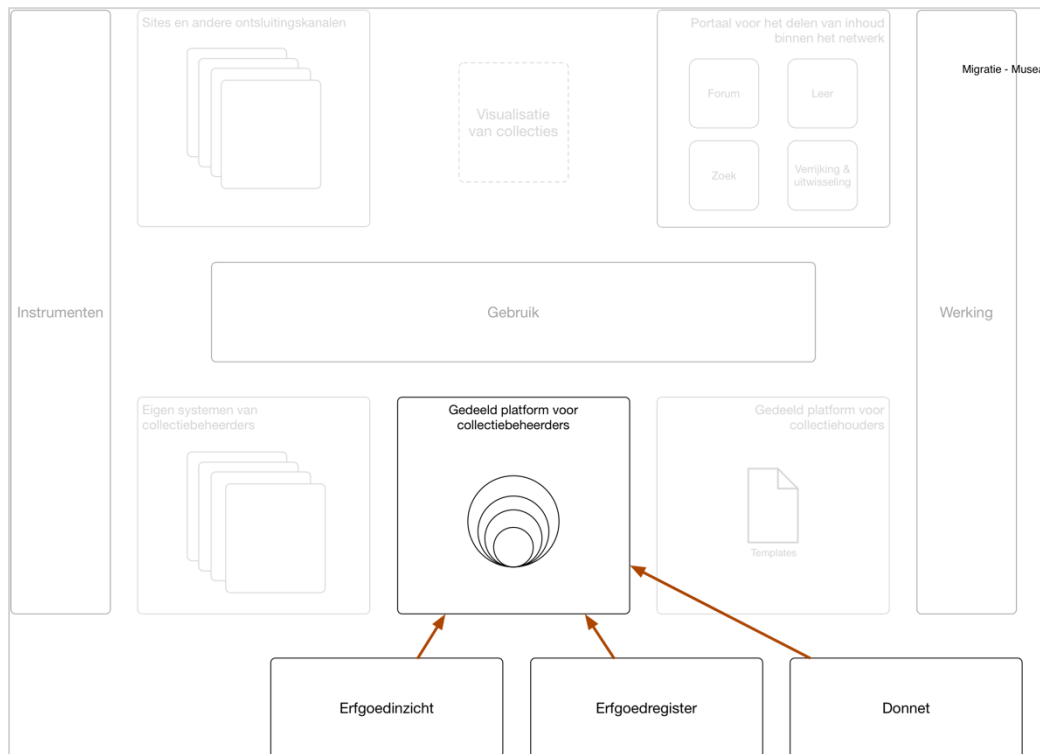 Sites en andere ontsluitingskanalen
Portaal voor het delen van inhoud
binnen het netwerk
Migratie -
Visualisatie
van collecties
Forum
Leer
Zoek
Verrijking &
uitwisseling
Instrumenten
Gebruik
Werking
Eigen systemen van
collectiebeheerders
Gedeeld platform voor
collectiebeheerders
Gedeeld platform voor
collectiehouders
Templates
Erfgoedinzicht
Erfgoedregister
Donnet